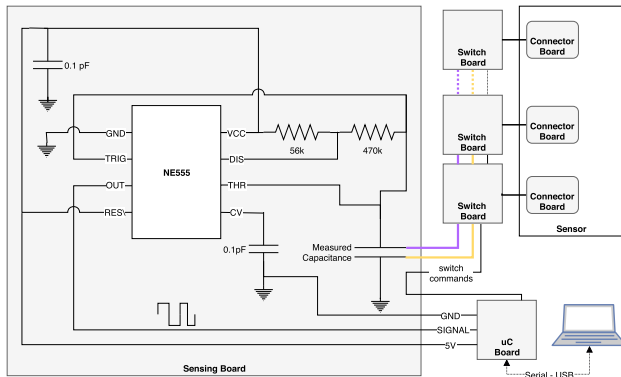 Switch
Board
Connector
Board
0.1 pF
GND
VCC
Switch
Board
Connector
Board
56k
470k
TRIG
DIS
NE555
OUT
THR
Switch
Board
Connector
Board
RES\
CV
Sensor
0.1pF
Measured
Capacitance
switch
commands
GND
SIGNAL
5V
uC
Board
Sensing Board
Serial - USB